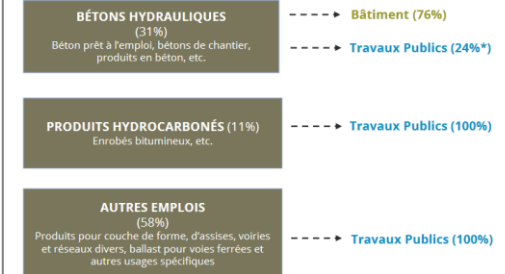 BÉTONS HYDRAULIQUES
(31%)
Béton prêt à l'emploi, bétons de chantier,
produits en béton, etc.
Bâtiment (76%)
Travaux Publics (24%*)
PRODUITS HYDROCARBONÉS (11%)
Enrobés bitumineux, etc.
Travaux Publics (100%)
AUTRES EMPLOIS
(58%)
Produits pour couche de forme, d'assises, voiries
et réseaux divers, ballast pour voies ferrées et
autres usages spécifiques
Travaux Publics (100%)